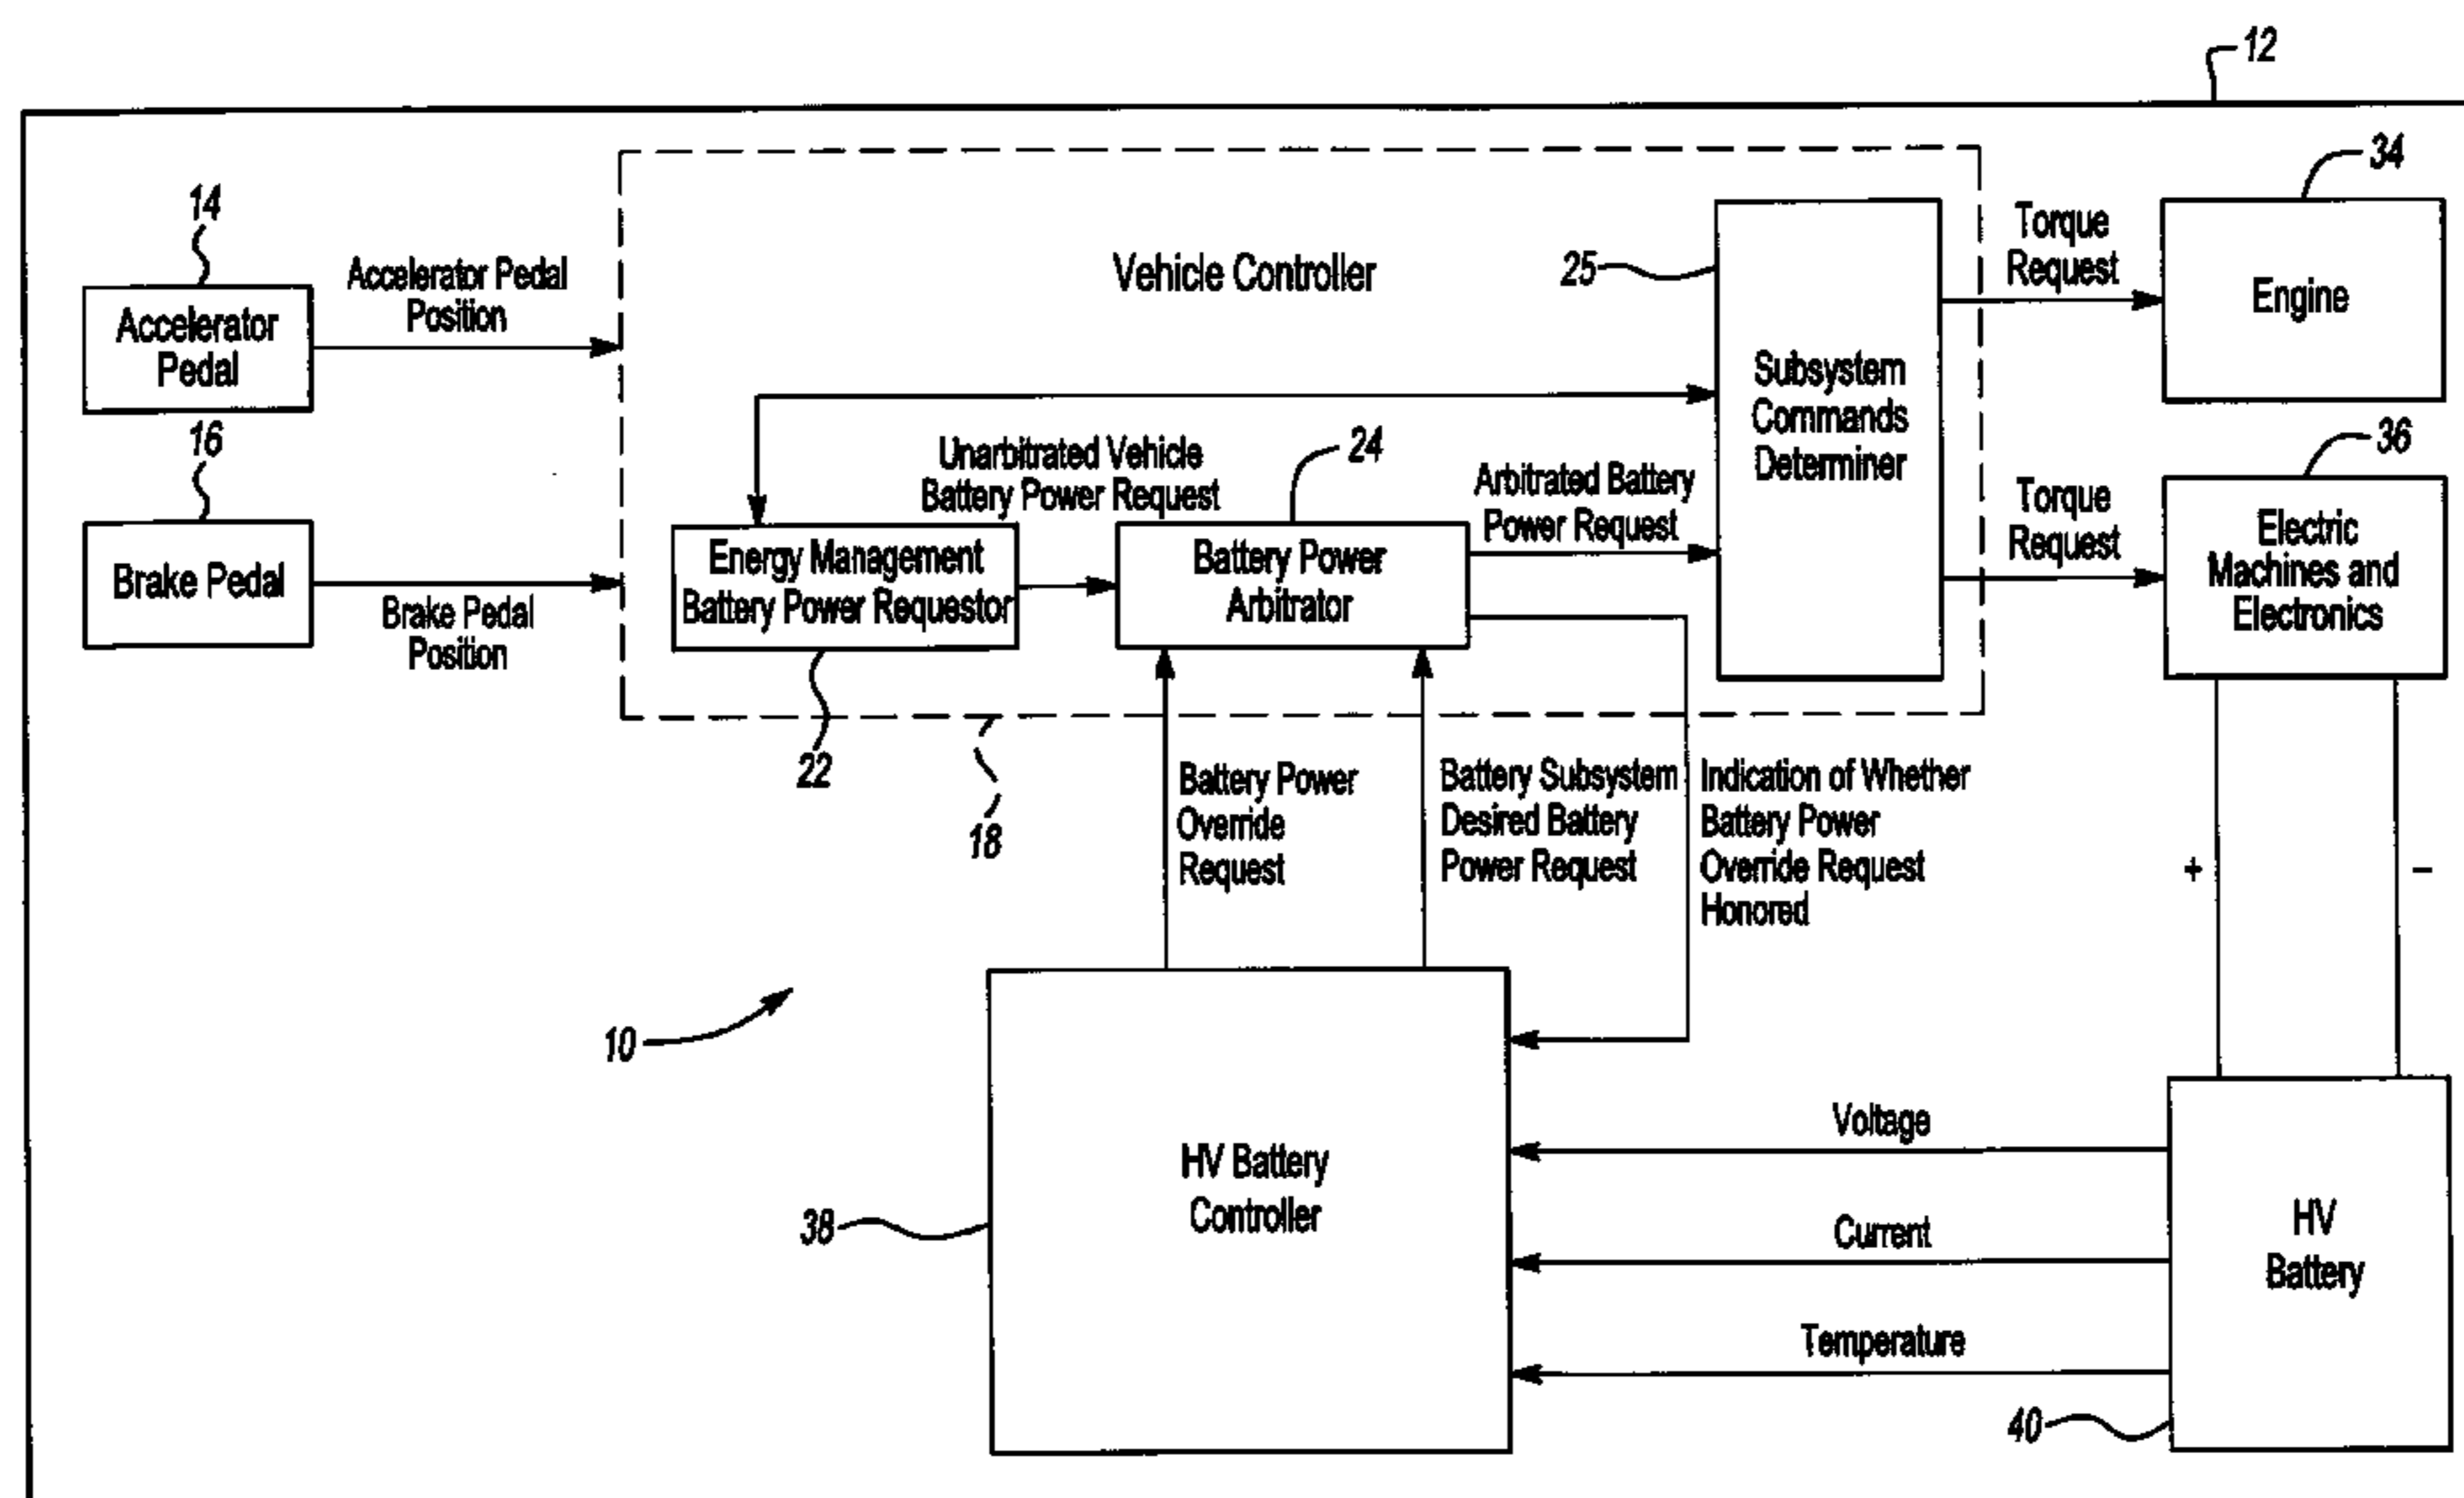 12
34
14
Accelerator Pedal
Position
Accelerator
Pedal
Vehicle Controller
25
Torque
Request
Engine
Subsystem
Commands
Determiner
16
Brake Pedal
Brake Pedal
Position
Unarbitrated Vehicle
Battery Power Request
24
Arbitrated Battery
Power Request
36
Torque
Request
Electric
Machines and
Electronics
Energy Management
Battery Power Requestor
Battery Power
Arbitrator
22
18
Battery Power
Override
Request
Battery Subsystem
Desired Battery
Power Request
Indication of Whether
Battery Power
Override Request
Honored
+
–
10
HV Battery
Controller
38
Voltage
Current
Temperature
HV
Battery
40